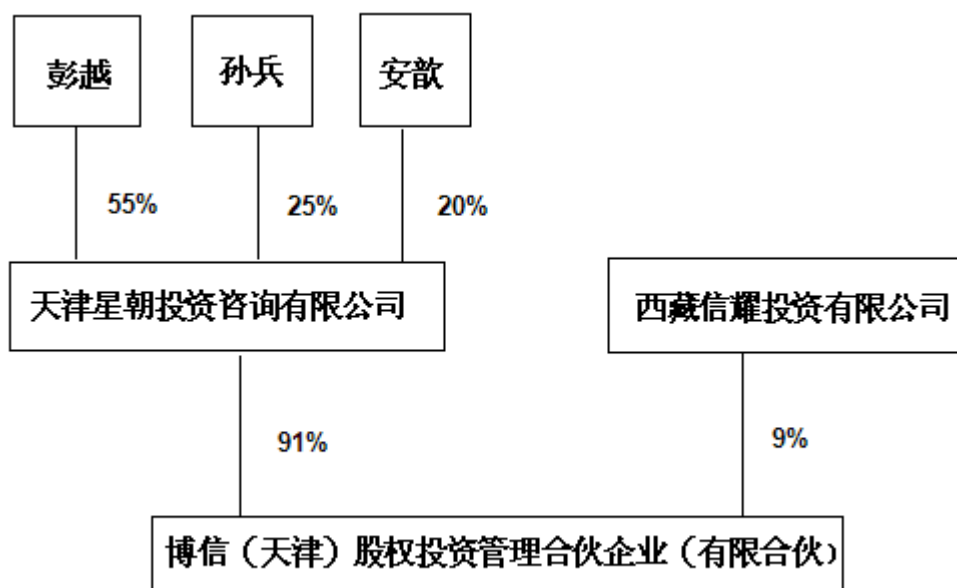 彭越
孙兵
安歆
55%
25%
20%
天津星朝投资咨询有限公司
西藏信耀投资有限公司
91%
9%
博信（天津）股权投资管理合伙企业（有限合伙）